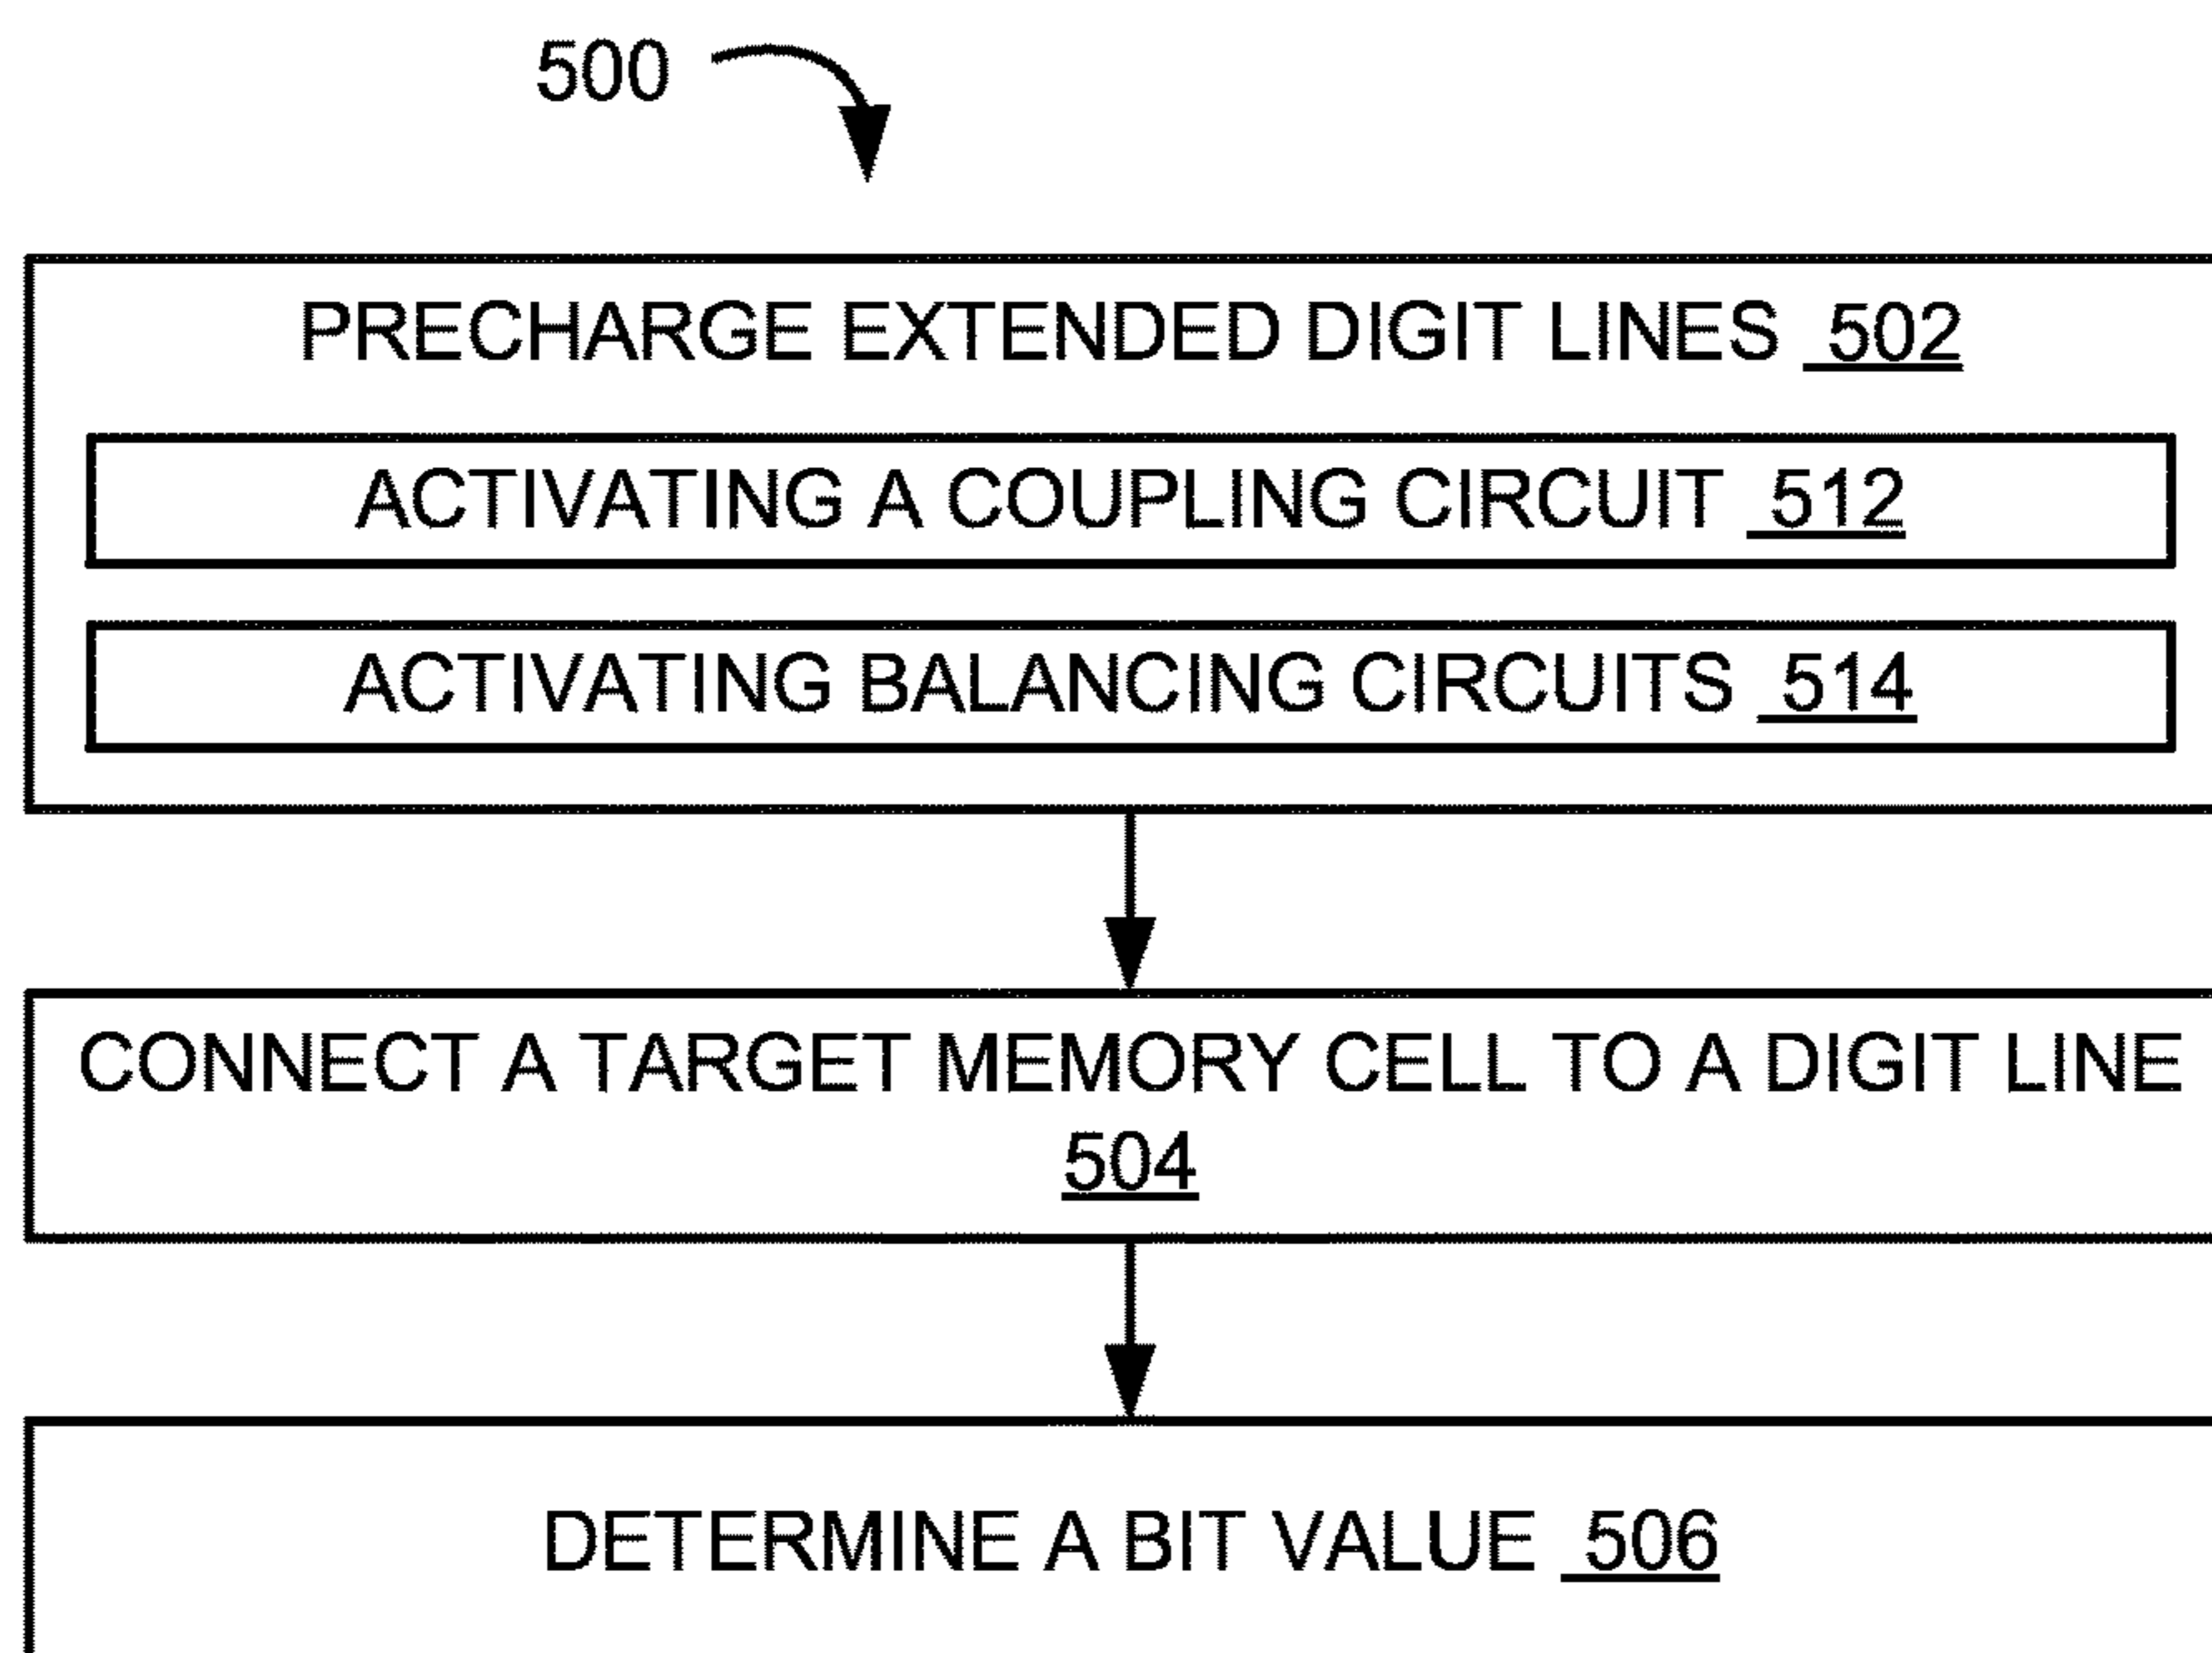 500
PRECHARGE EXTENDED DIGIT LINES 502
ACTIVATING A COUPLING CIRCUIT 512
ACTIVATING BALANCING CIRCUITS 514
CONNECT A TARGET MEMORY CELL TO A DIGIT LINE
504
DETERMINE A BIT VALUE 506